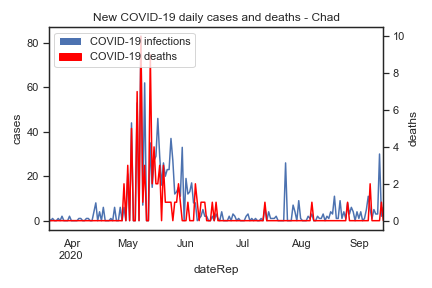 New COVID-19 daily cases and deaths - Chad
COVID-19 infections
COVID-19 deaths
cases
80
60
40
20
0
deaths
10
8
6
4
2
0
Apr
2020
May
Jun
Jul
Aug
Sep
dateRep